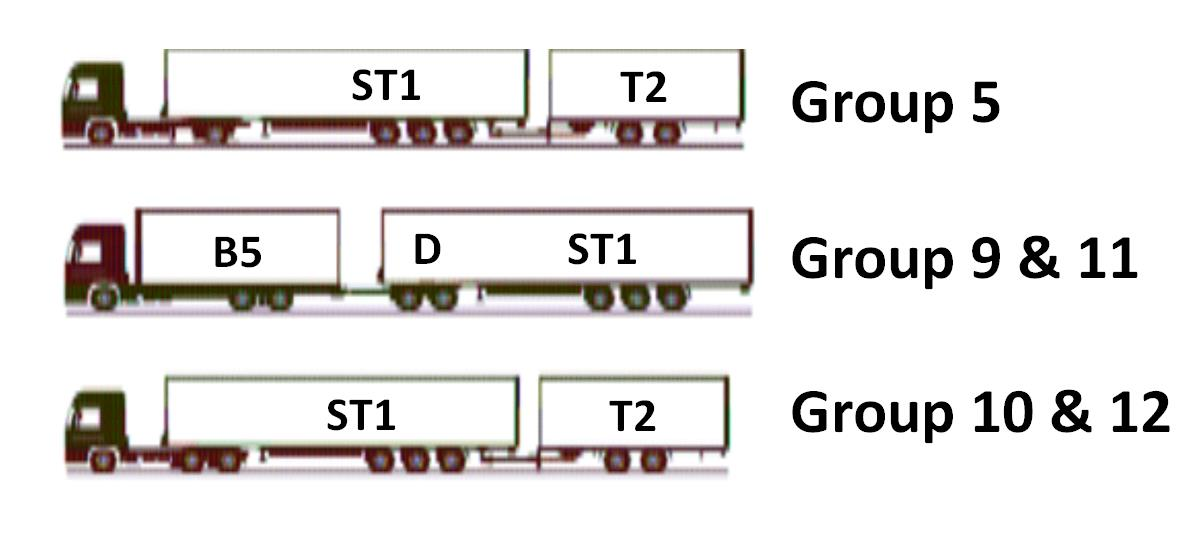 ST1 T2 Group 5
B5 D ST1 Group 9 & 11
ST1 T2 Group 10 & 12